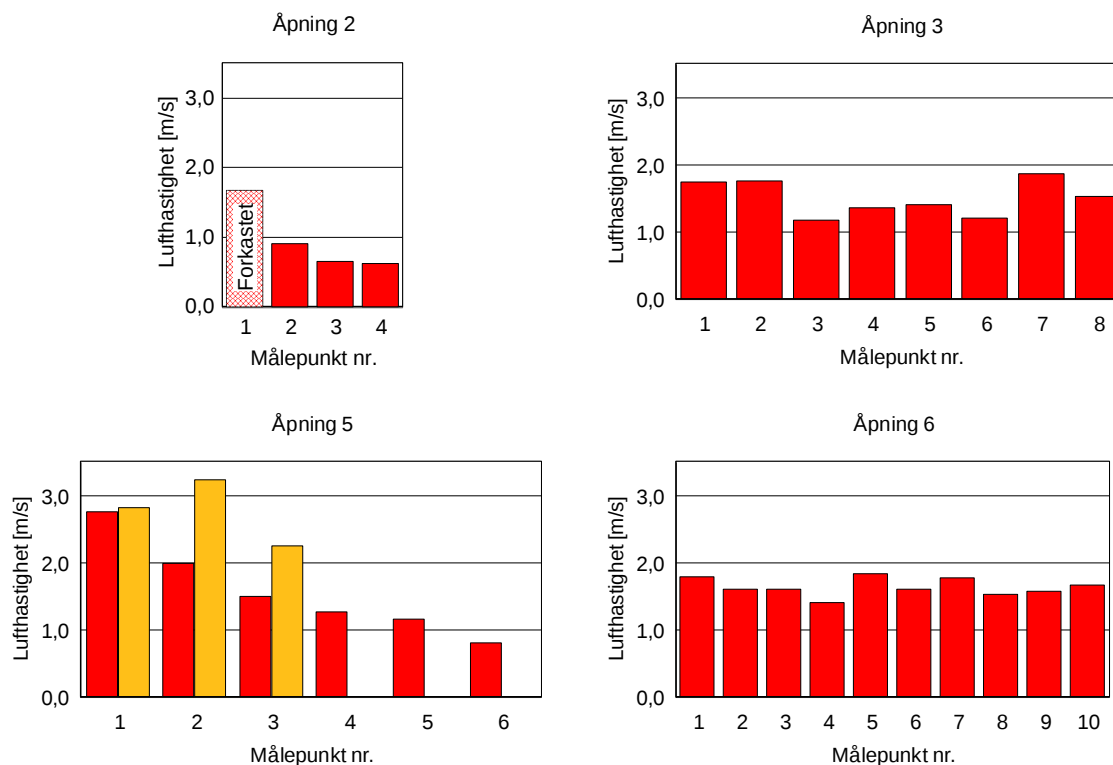 Åpning 2
Lufthastighet [m/s]
3,0
2,0
1,0
0,0
Forkastet
1 2 3 4
Målepunkt nr.
Åpning 3
Lufthastighet [m/s]
3,0
2,0
1,0
0,0
1 2 3 4 5 6 7 8
Målepunkt nr.
Åpning 5
Lufthastighet [m/s]
3,0
2,0
1,0
0,0
1 2 3 4 5 6
Målepunkt nr.
Åpning 6
Lufthastighet [m/s]
3,0
2,0
1,0
0,0
1 2 3 4 5 6 7 8 9 10
Målepunkt nr.